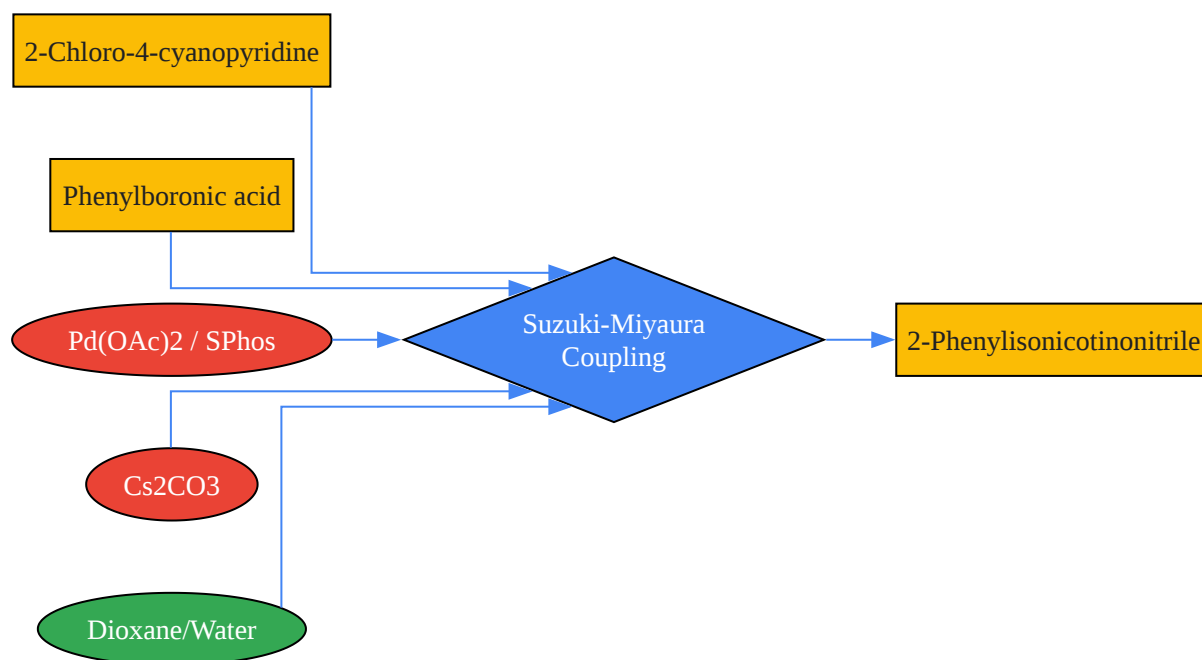 2-Chloro-4-cyanopyridine
Phenylboronic acid
Pd(OAc)2 / SPhos
Cs2CO3
Dioxane/Water
Suzuki-Miyaura
Coupling
2-Phenylisonicotinonitrile